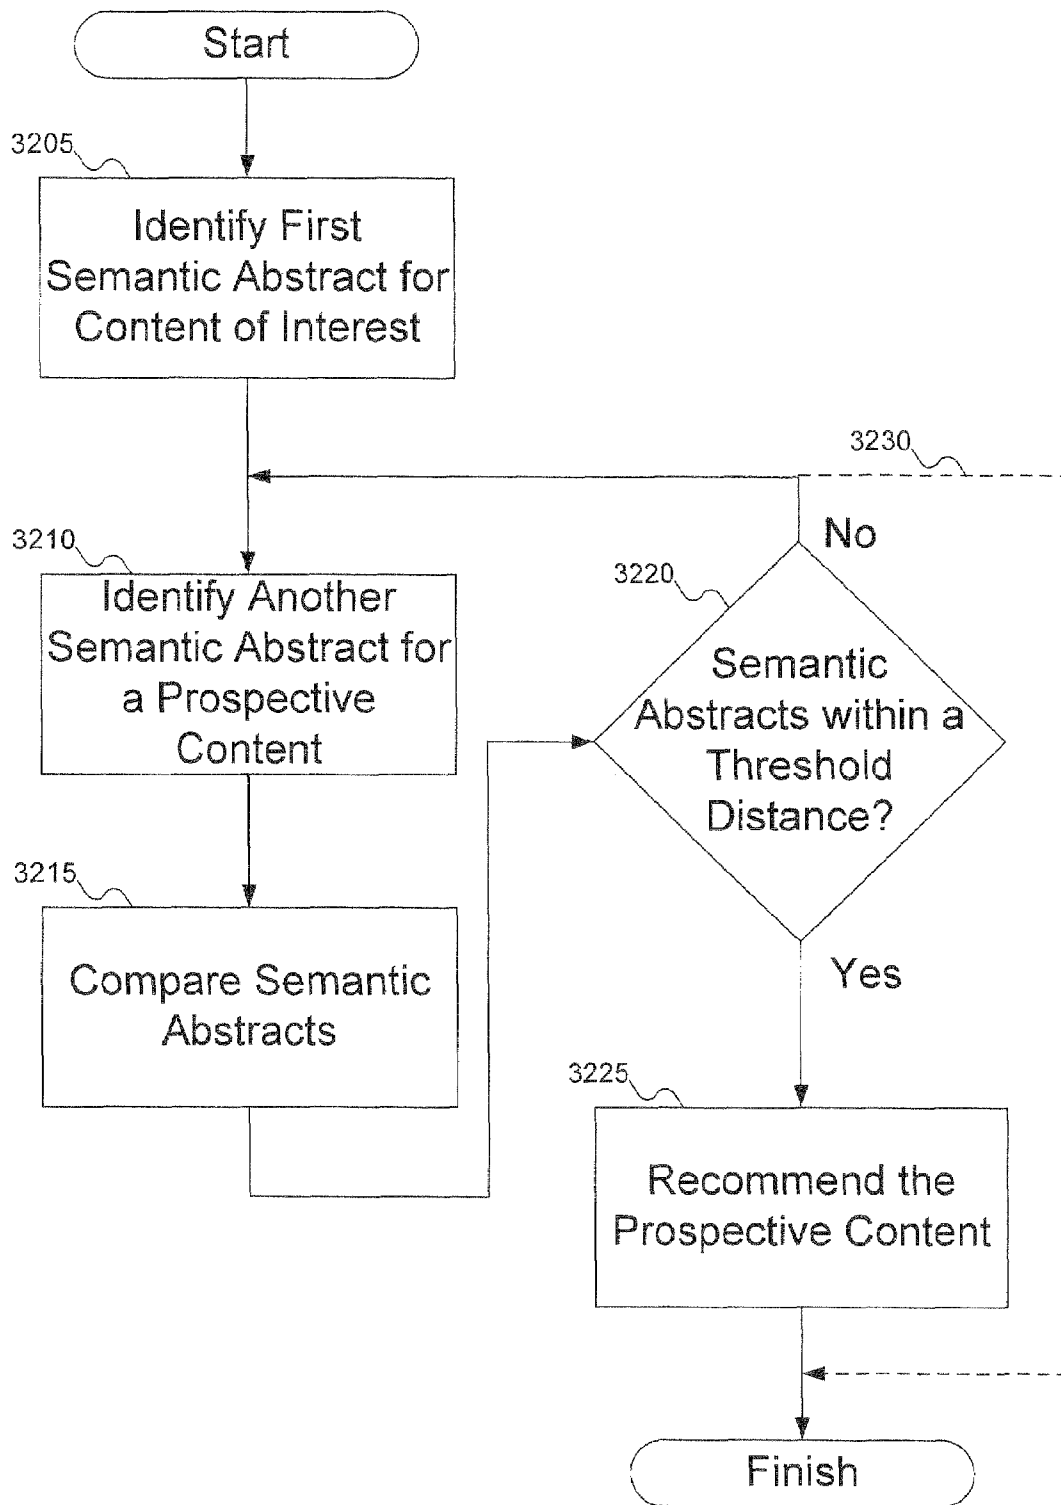 Start
3205
Identify First
Semantic Abstract for
Content of Interest
3230
No
3210
Identify Another
Semantic Abstract for
a Prospective
Content
3220
Semantic
Abstracts within a
Threshold
Distance?
3215
Compare Semantic
Abstracts
Yes
3225
Recommend the
Prospective Content
Finish